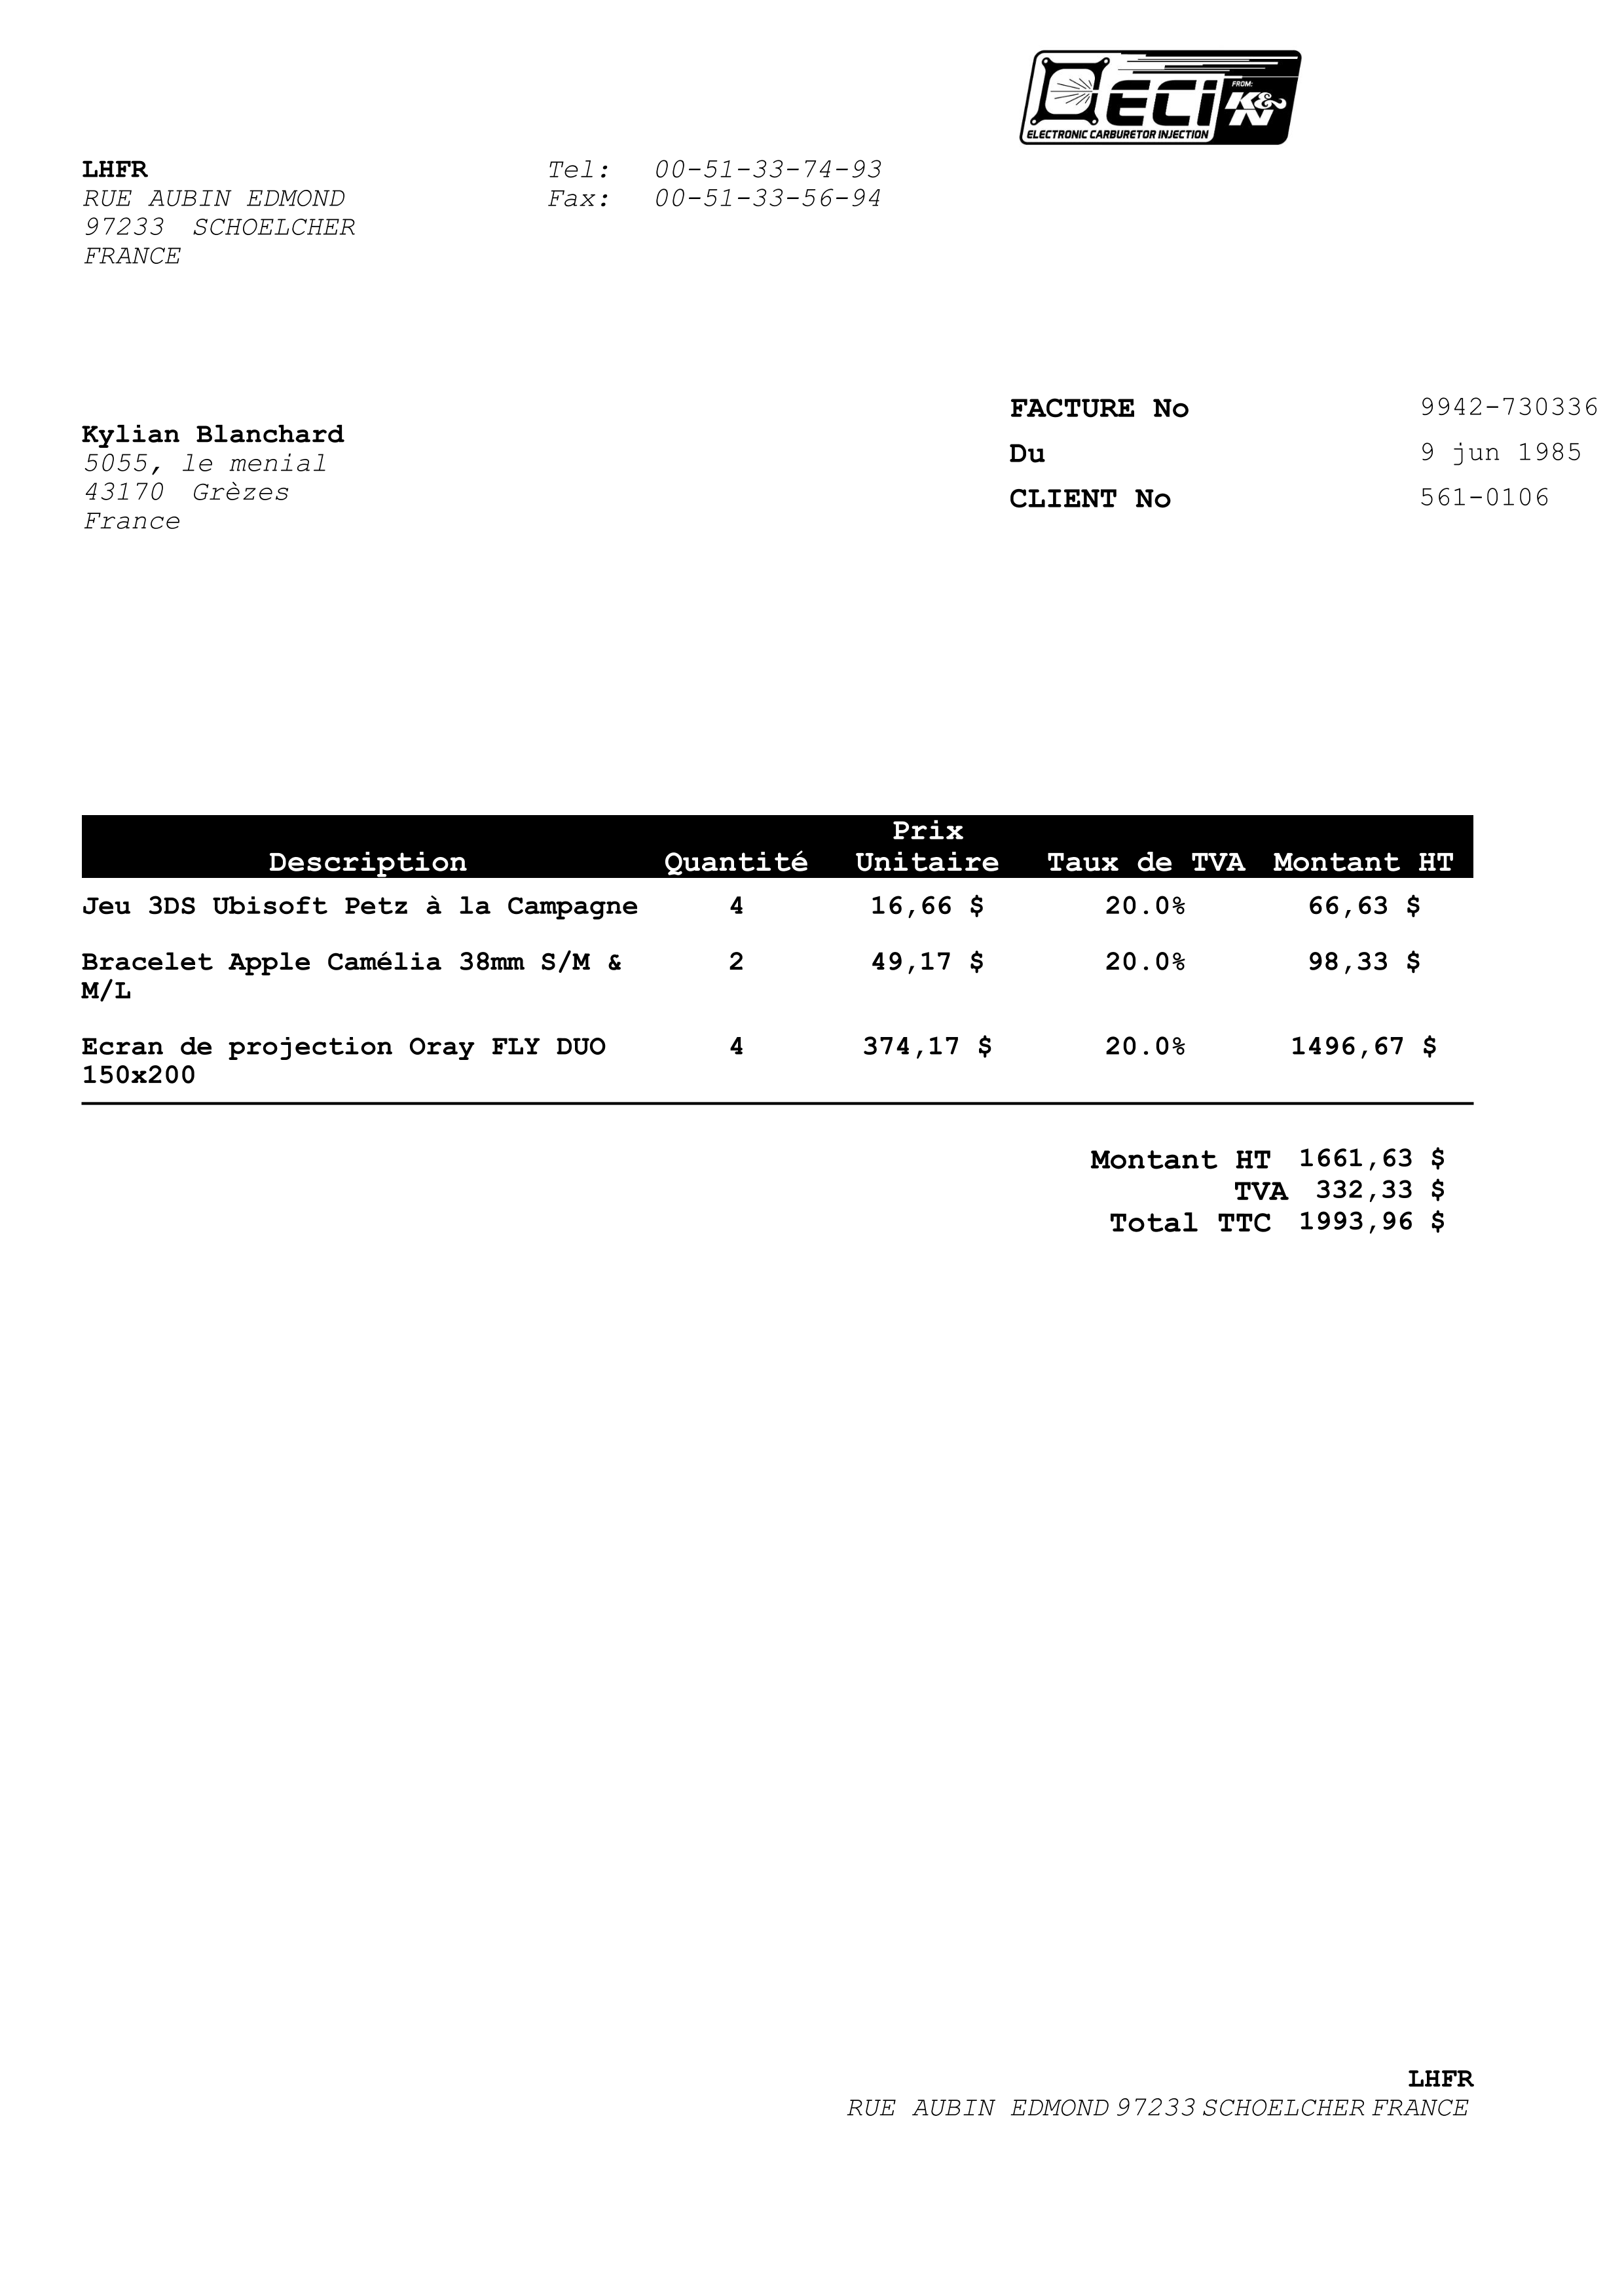 ECi
FROM:
K&N
ELECTRONIC CARBURETOR INJECTION
LHFR
RUE AUBIN EDMOND
97233 SCHOELCHER
FRANCE
Tel: 00-51-33-74-93
Fax: 00-51-33-56-94
FACTURE No 9942-730336
Du 9 jun 1985
CLIENT No 561-0106
Kylian Blanchard
5055, le menial
43170 Grèzes
France
Description Quantité Prix Unitaire Taux de TVA Montant HT
Jeu 3DS Ubisoft Petz à la Campagne 4 16,66 $ 20.0% 66,63 $
Bracelet Apple Camélia 38mm S/M & 2 49,17 $ 20.0% 98,33 $
M/L
Ecran de projection Oray FLY DUO 4 374,17 $ 20.0% 1496,67 $
150x200
Montant HT 1661,63 $
TVA 332,33 $
Total TTC 1993,96 $
LHFR
RUE AUBIN EDMOND 97233 SCHOELCHER FRANCE